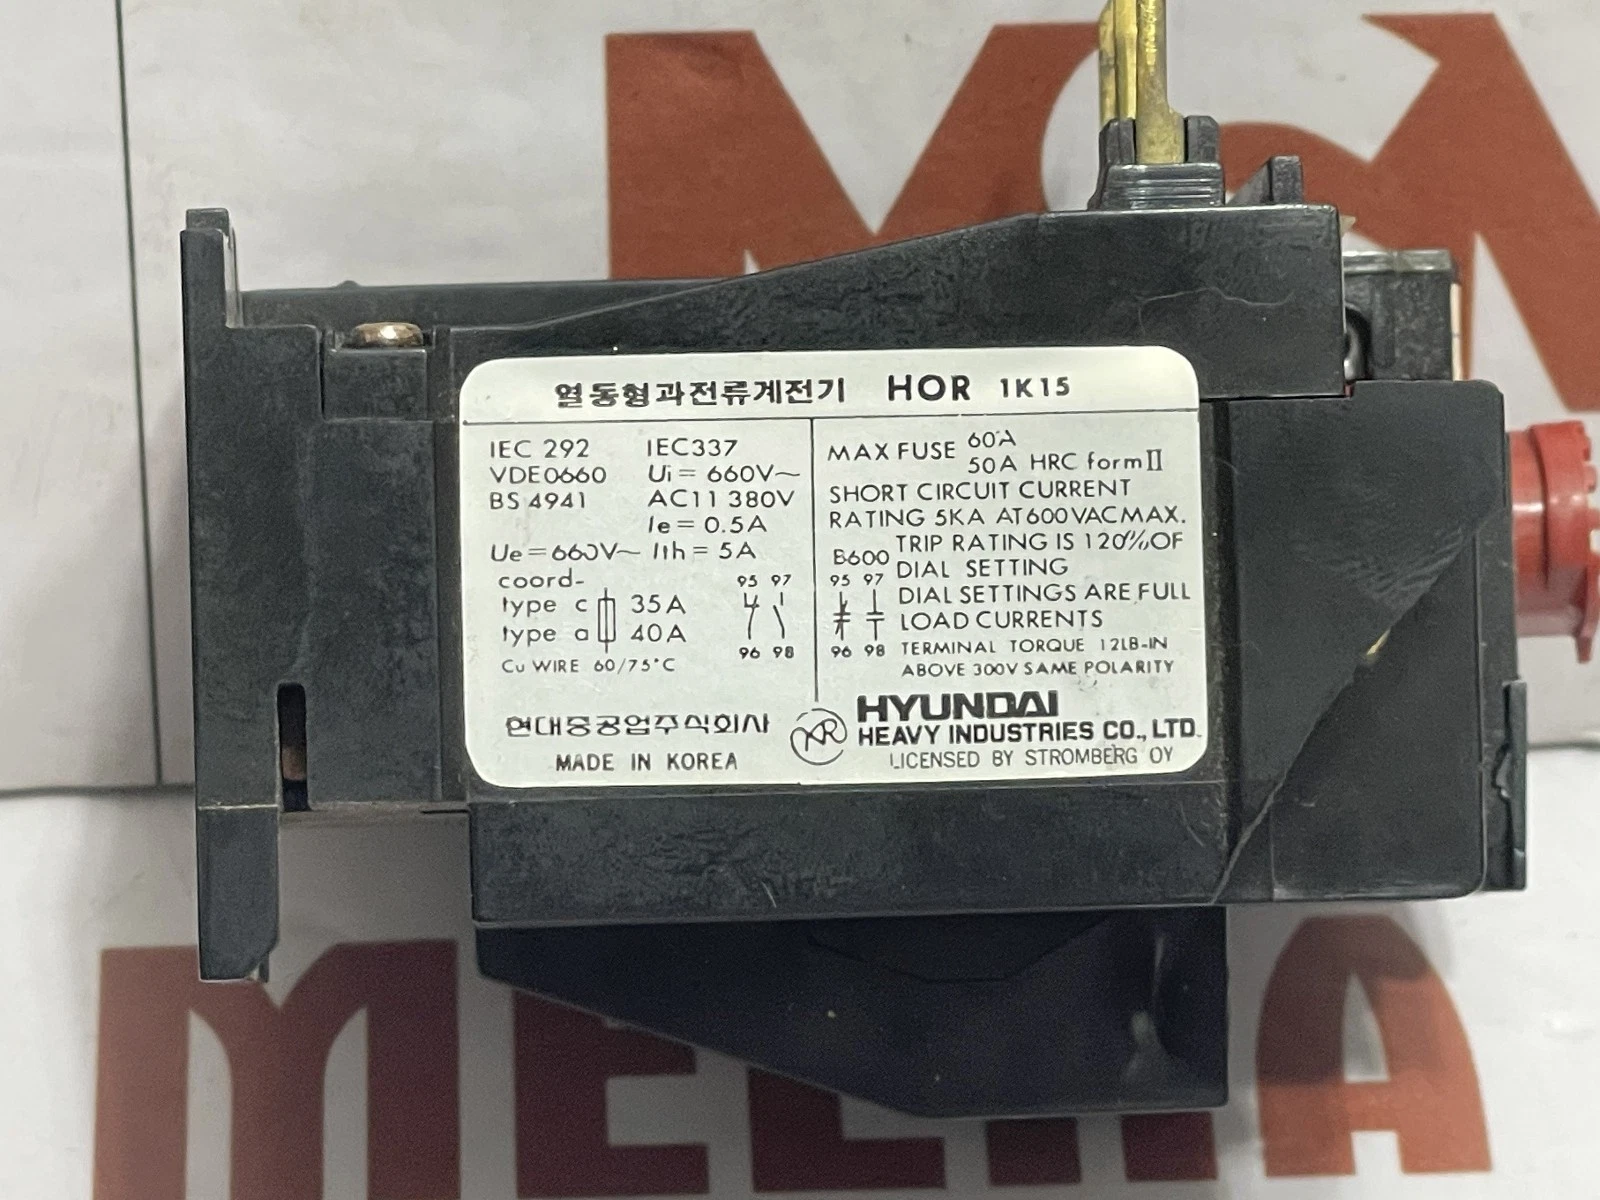 열동형과전류계전기 HOR 1K15
IEC 292 IEC337
VDE0660 Ui = 660V~
BS 4941 AC11 380V
Ie = 0.5A
Ue = 660V~ Ith = 5A
coord-
type c 35A
type a 40A
95 97
96 98
Cu WIRE 60/75°C
MAX FUSE 60A
50A HRC form II
SHORT CIRCUIT CURRENT
RATING 5KA AT 600VAC MAX.
B600 TRIP RATING IS 120% OF
DIAL SETTING
95 97
DIAL SETTINGS ARE FULL
LOAD CURRENTS
96 98 TERMINAL TORQUE 12LB-IN
ABOVE 300V SAME POLARITY
현대중공업주식회사
MADE IN KOREA
HYUNDAI
HEAVY INDUSTRIES CO., LTD.
LICENSED BY STROMBERG OY